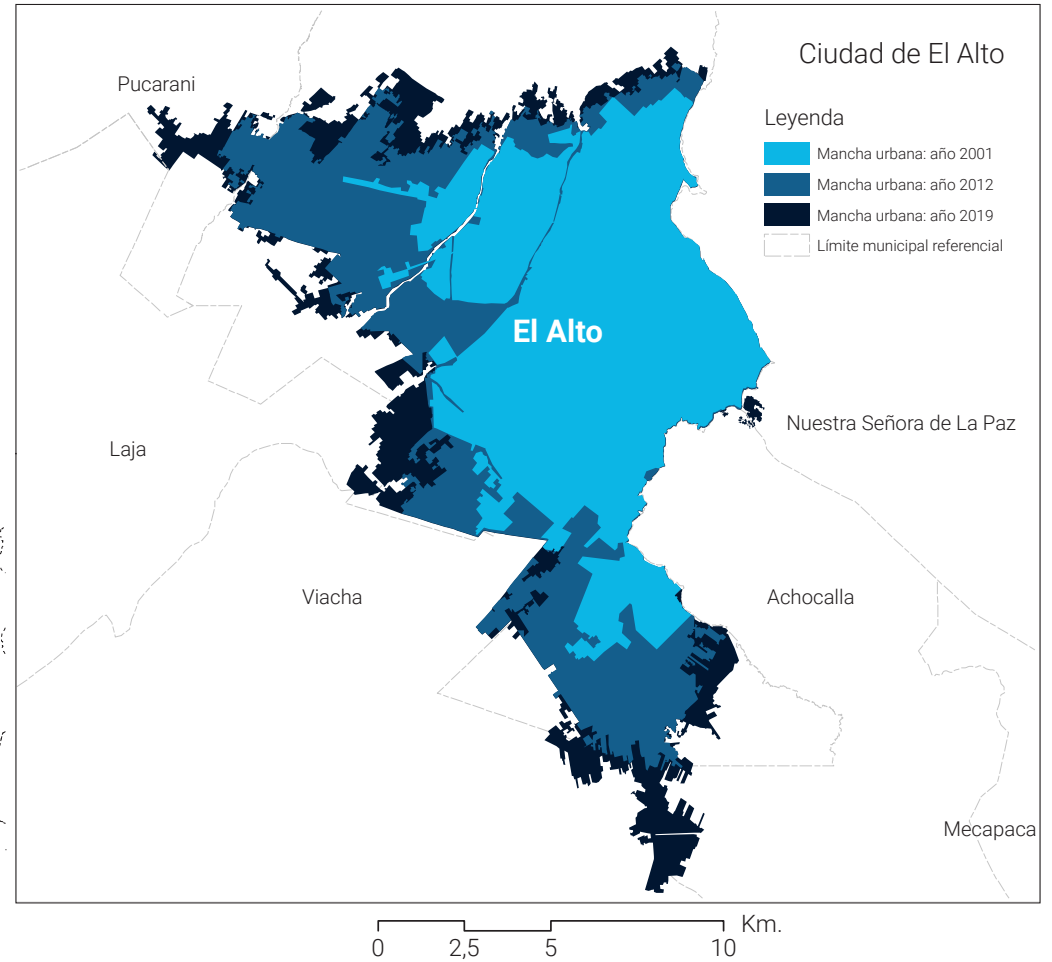 Ciudad de El Alto
Pucarani
Leyenda
Mancha urbana: año 2001
Mancha urbana: año 2012
Mancha urbana: año 2019
Límite municipal referencial
El Alto
Nuestra Señora de La Paz
Laja
Viacha
Achocalla
Mecapaca
Km.
0 2,5 5 10